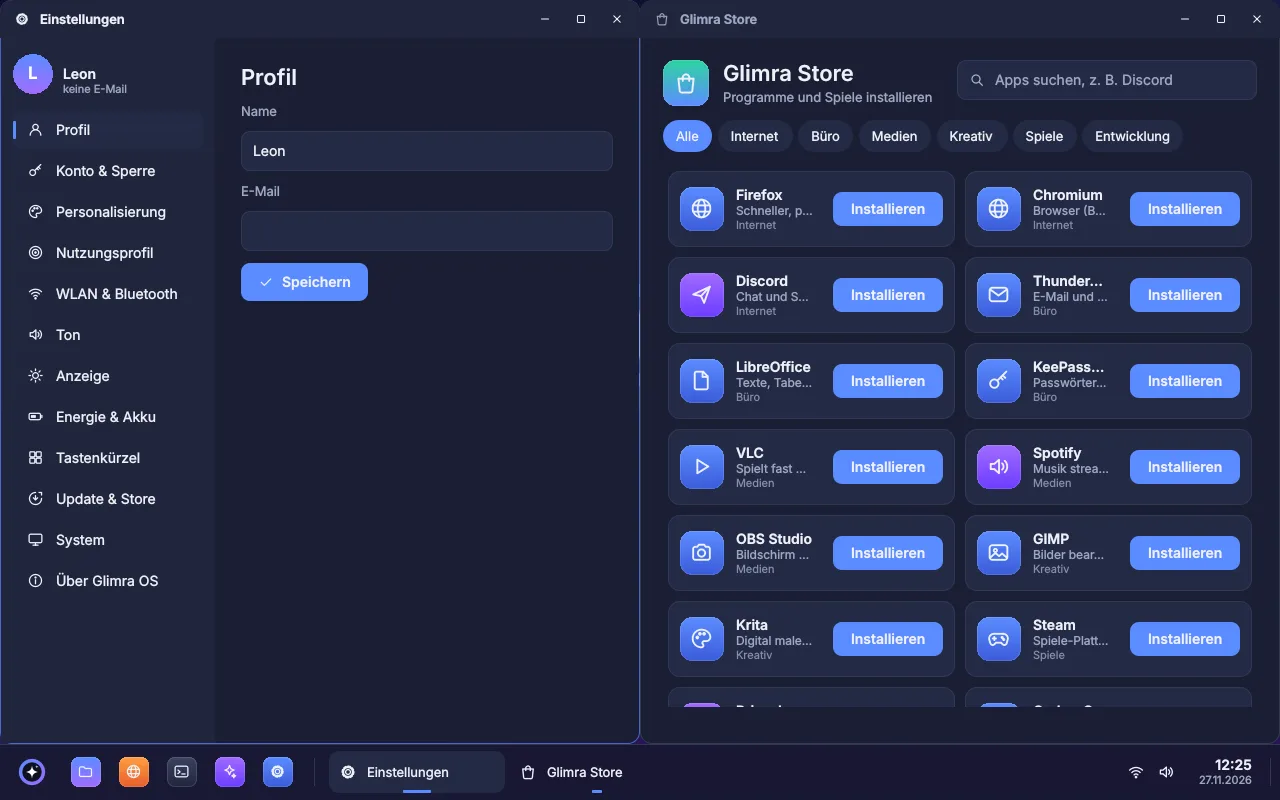 Einstellungen
L
Leon
keine E-Mail
Profil
Konto & Sperre
Personalisierung
Nutzungsprofil
WLAN & Bluetooth
Ton
Anzeige
Energie & Akku
Tastenkürzel
Update & Store
System
Über Glimra OS
Profil
Name
Leon
E-Mail
Speichern
Glimra Store
Glimra Store
Programme und Spiele installieren
Apps suchen, z. B. Discord
Alle Internet Büro Medien Kreativ Spiele Entwicklung
Firefox
Schneller, p...
Internet
Installieren
Chromium
Browser (B...
Internet
Installieren
Discord
Chat und S...
Internet
Installieren
Thunder...
E-Mail und ...
Büro
Installieren
LibreOffice
Texte, Tabe...
Büro
Installieren
KeePass...
Passwörter...
Büro
Installieren
VLC
Spielt fast ...
Medien
Installieren
Spotify
Musik strea...
Medien
Installieren
OBS Studio
Bildschirm ...
Medien
Installieren
GIMP
Bilder bear...
Kreativ
Installieren
Krita
Digital male...
Kreativ
Installieren
Steam
Spiele-Platt...
Spiele
Installieren
Einstellungen
Glimra Store
12:25
27.11.2026